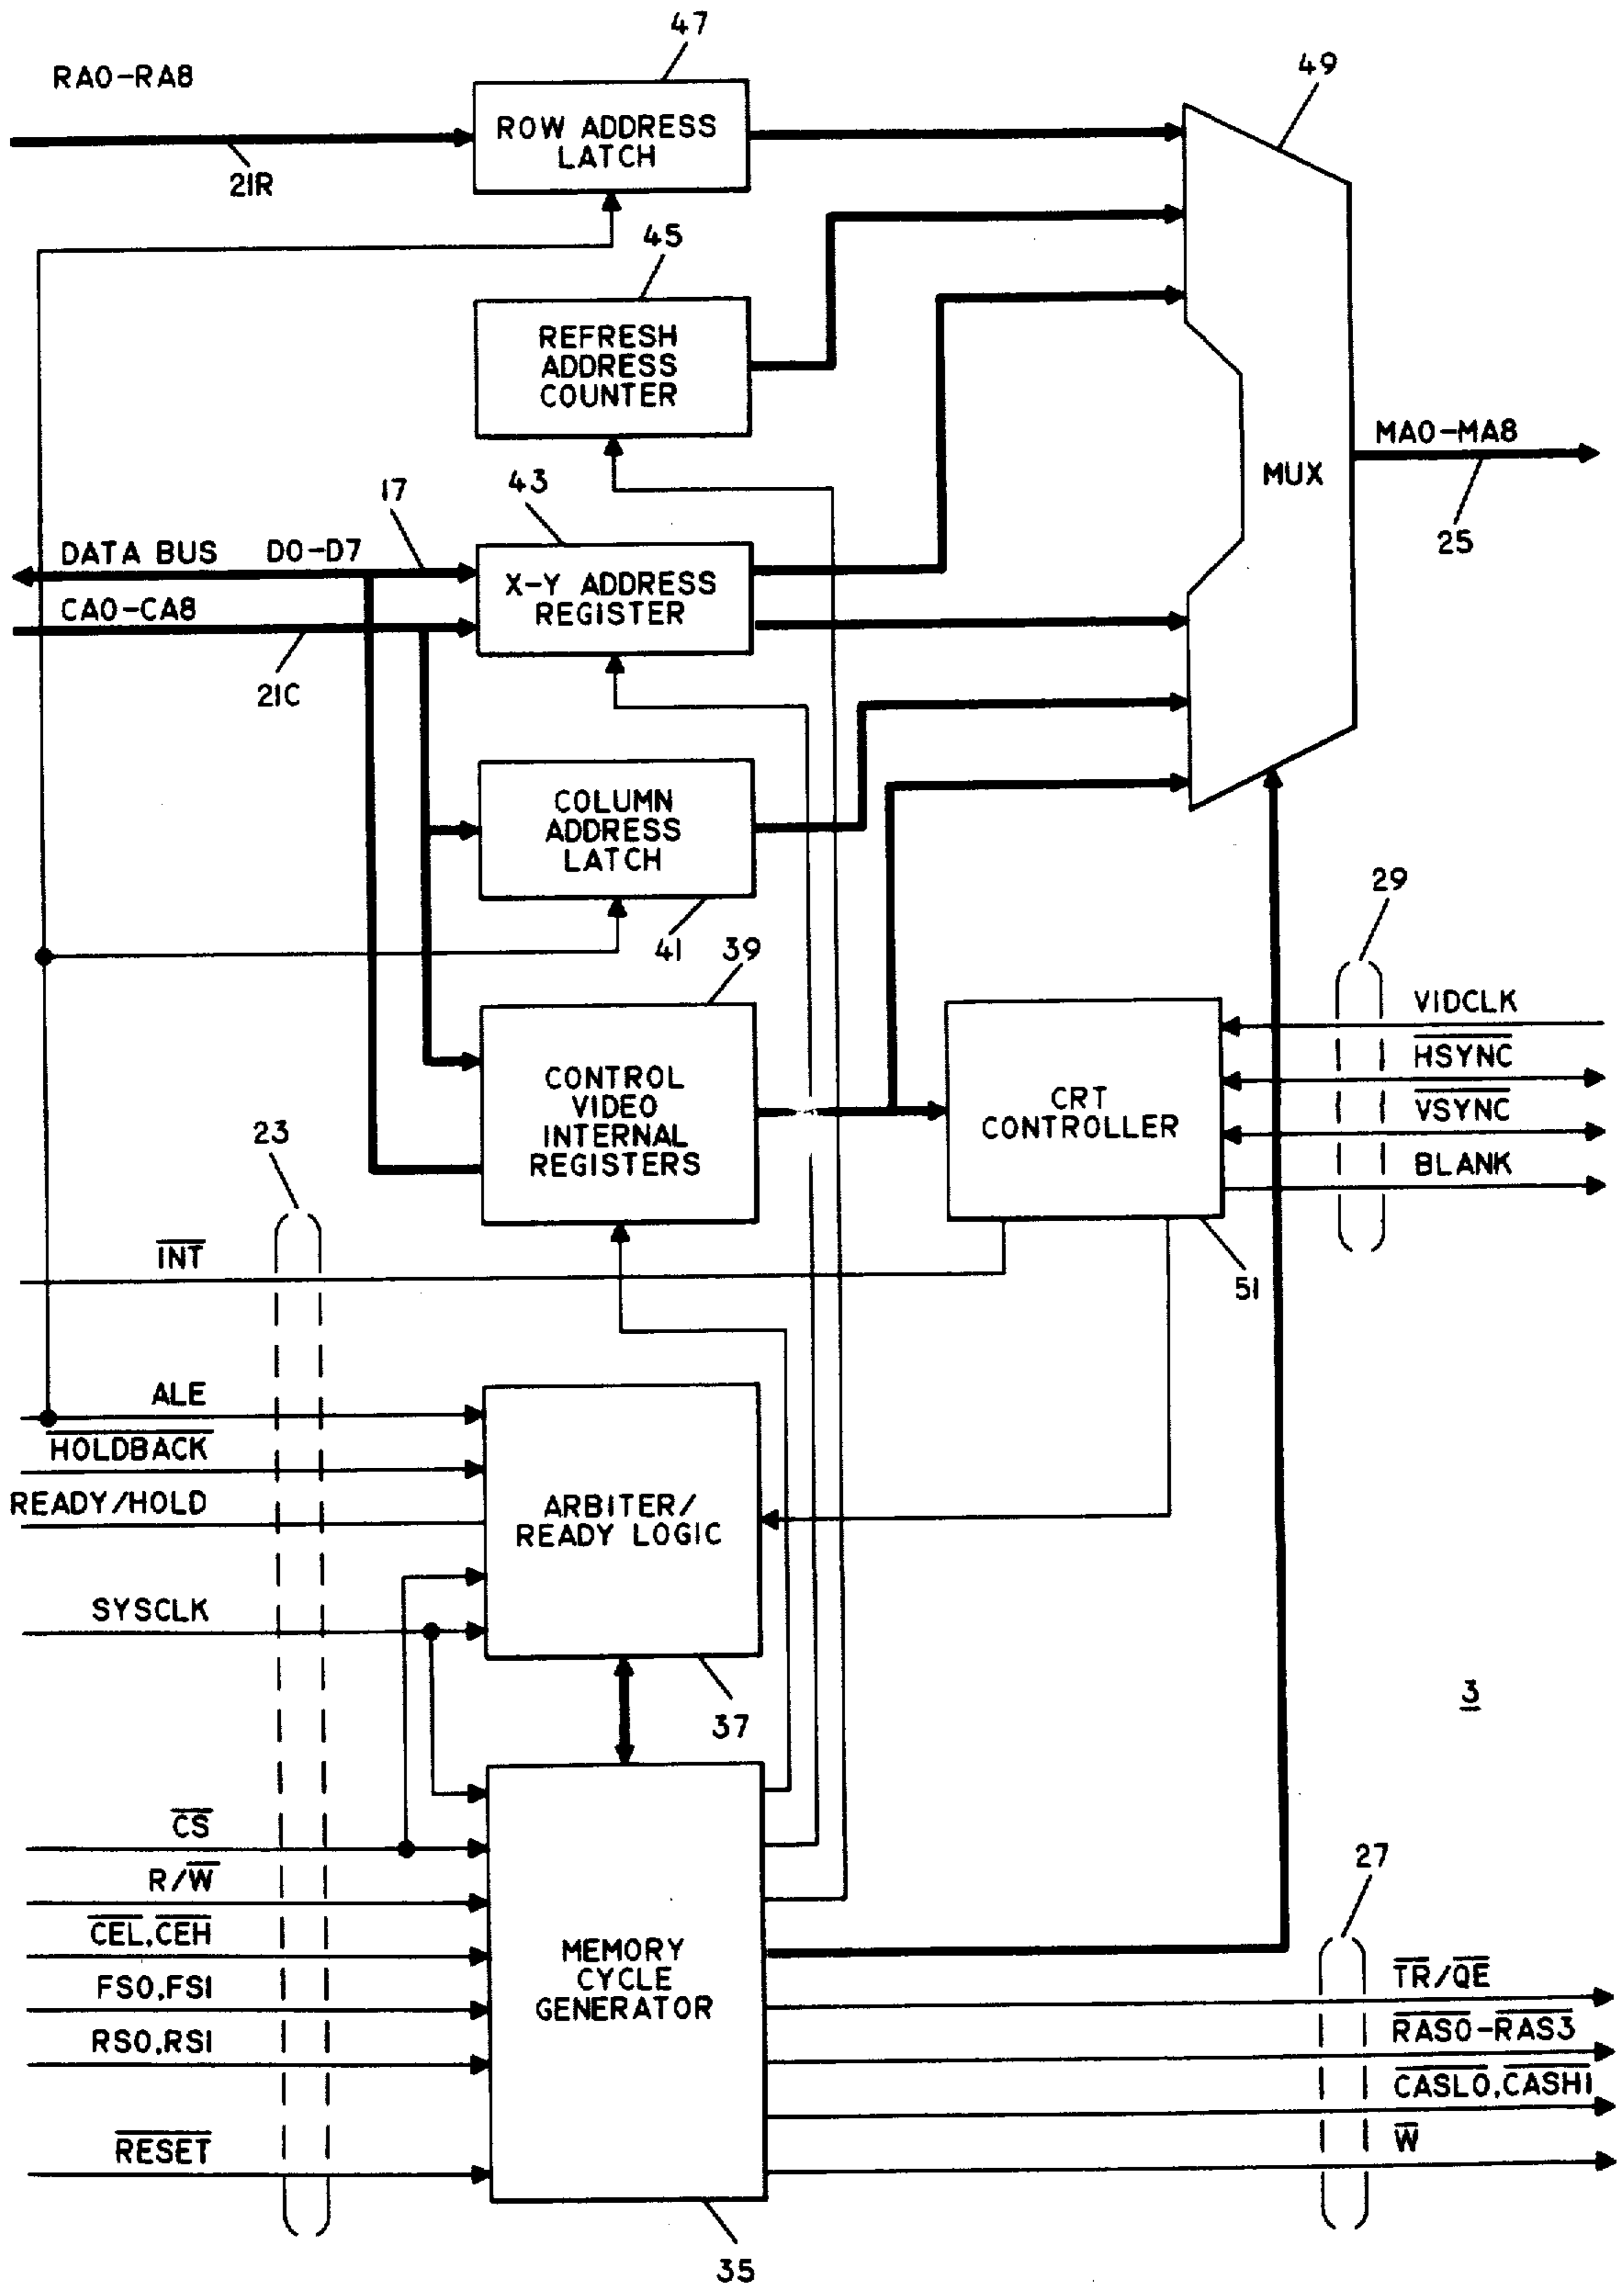 47
RA0-RA8
49
ROW ADDRESS
LATCH
21R
45
REFRESH
ADDRESS
COUNTER
MA0-MA8
MUX
17
43
25
DATA BUS D0-D7
X-Y ADDRESS
REGISTER
CA0-CA8
21C
COLUMN
ADDRESS
LATCH
29
41
39
VIDCLK
HSYNC
CONTROL
VIDEO
INTERNAL
REGISTERS
CRT
CONTROLLER
VSYNC
23
BLANK
INT
51
ALE
HOLDBACK
READY/HOLD
ARBITER/
READY LOGIC
SYSCLK
3
37
CS
27
R/W
CEL,CEH
MEMORY
CYCLE
GENERATOR
TR/QE
FS0,FS1
RAS0-RAS3
RS0,RS1
CASLO,CASHI
W
RESET
35